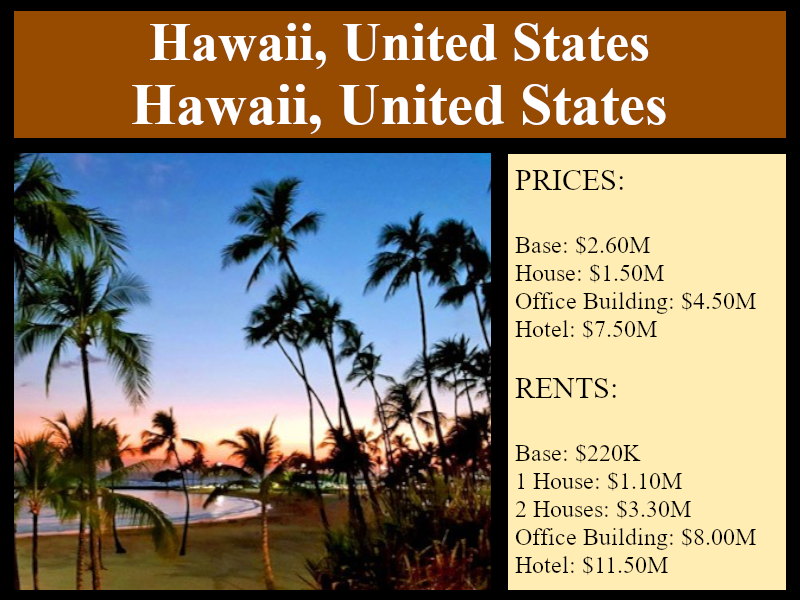 Hawaii, United States
Hawaii, United States
PRICES:
Base: $2.60M
House: $1.50M
Office Building: $4.50M
Hotel: $7.50M
RENTS:
Base: $220K
1 House: $1.10M
2 Houses: $3.30M
Office Building: $8.00M
Hotel: $11.50M